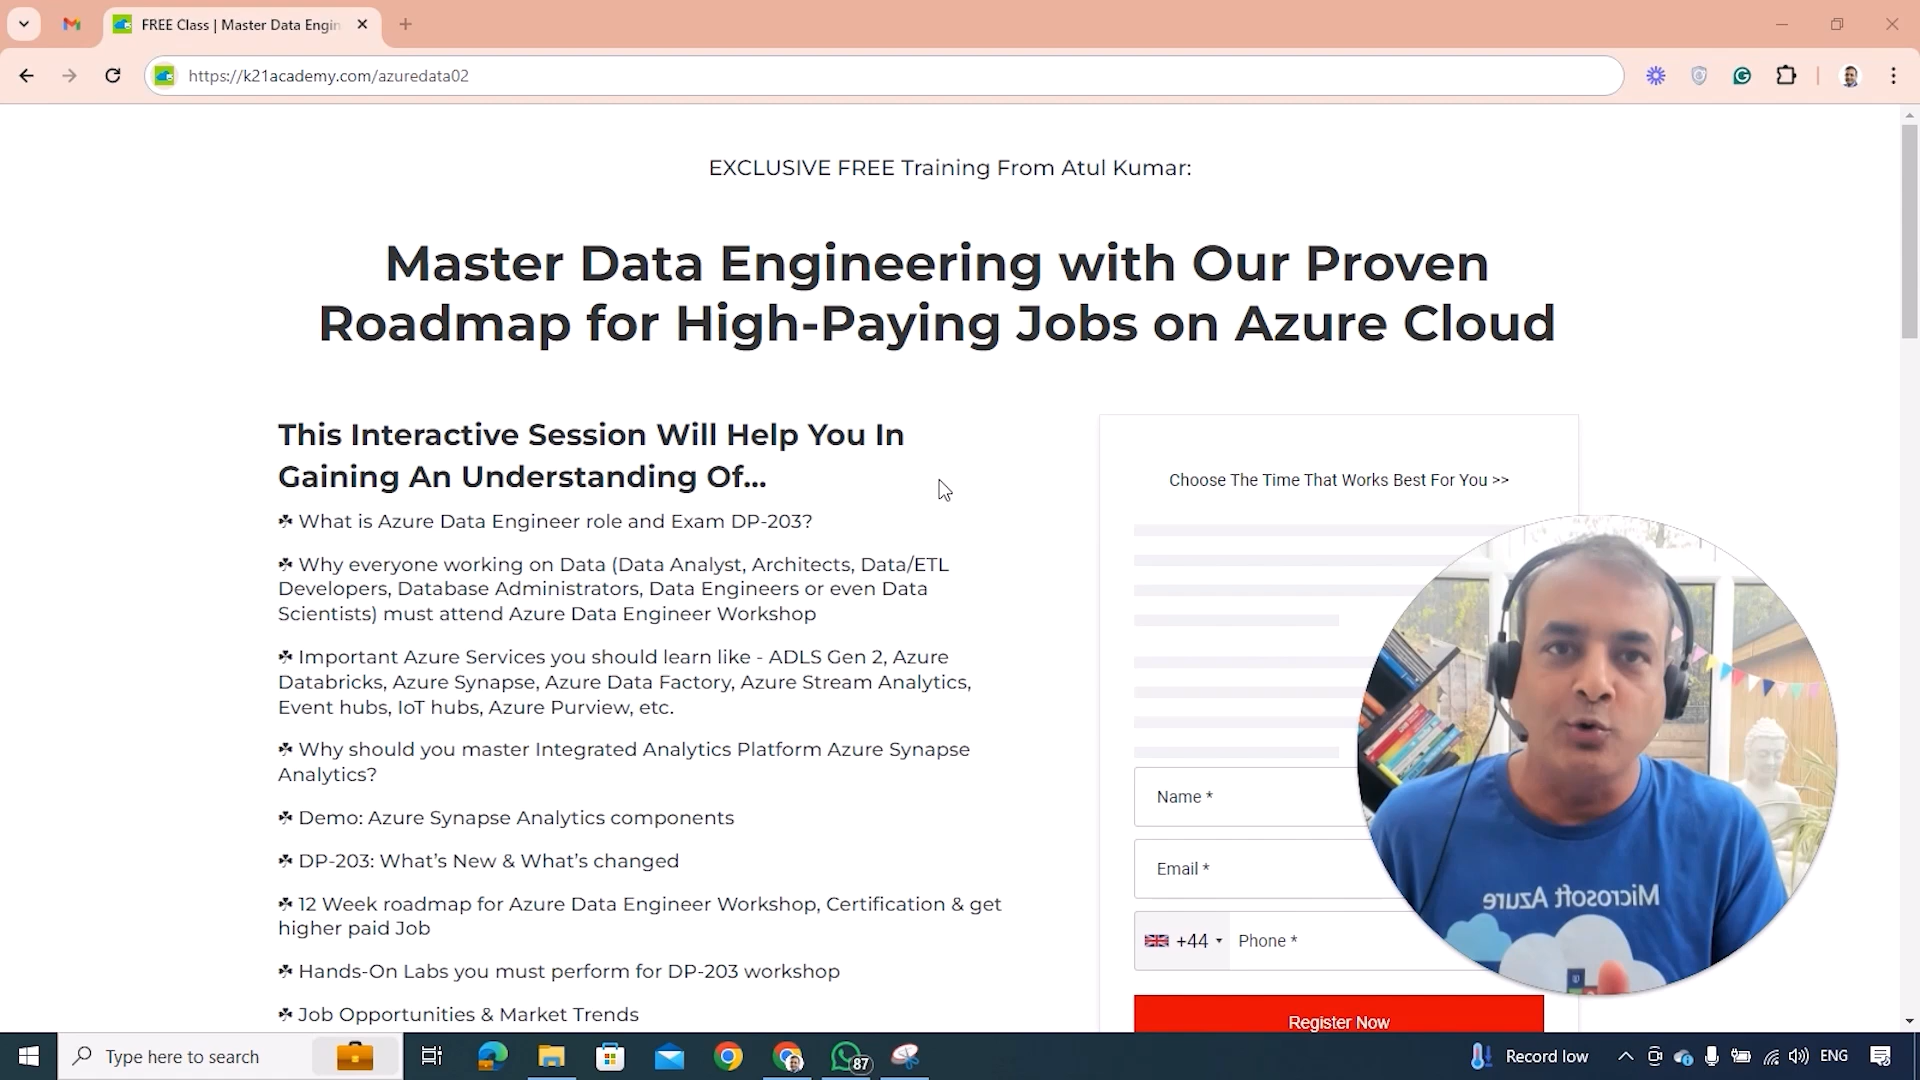 FREE Class | Master Data Engin
https://k21academy.com/azuredata02
EXCLUSIVE FREE Training From Atul Kumar:
Master Data Engineering with Our Proven
Roadmap for High-Paying Jobs on Azure Cloud
This Interactive Session Will Help You In
Gaining An Understanding Of...
☘ What is Azure Data Engineer role and Exam DP-203?
☘ Why everyone working on Data (Data Analyst, Architects, Data/ETL
Developers, Database Administrators, Data Engineers or even Data
Scientists) must attend Azure Data Engineer Workshop
☘ Important Azure Services you should learn like - ADLS Gen 2, Azure
Databricks, Azure Synapse, Azure Data Factory, Azure Stream Analytics,
Event hubs, IoT hubs, Azure Purview, etc.
☘ Why should you master Integrated Analytics Platform Azure Synapse
Analytics?
☘ Demo: Azure Synapse Analytics components
☘ DP-203: What's New & What's changed
☘ 12 Week roadmap for Azure Data Engineer Workshop, Certification & get
higher paid Job
☘ Hands-On Labs you must perform for DP-203 workshop
☘ Job Opportunities & Market Trends
Choose The Time That Works Best For You >>
Name *
Email *
+44 Phone *
Register Now
Microsoft Azure
Type here to search
87
Record low
ENG